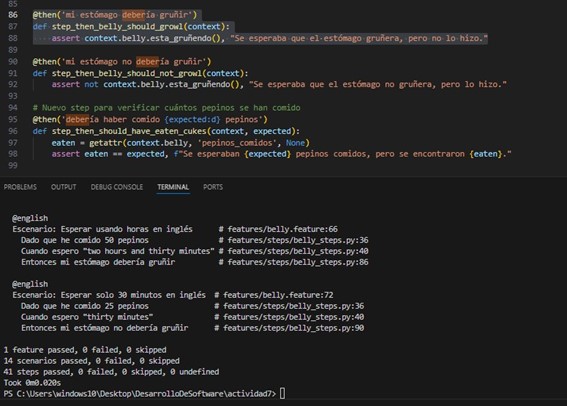 85
86 @then('mi estómago debería gruñir')
87 def step_then_belly_should_growl(context):
88 assert context.belly.esta_gruñendo(), "Se esperaba que el estómago gruñera, pero no lo hizo."
89
90 @then('mi estómago no debería gruñir')
91 def step_then_belly_should_not_growl(context):
92 assert not context.belly.esta_gruñendo(), "Se esperaba que el estómago no gruñera, pero lo hizo."
93
94 # Nuevo step para verificar cuántos pepinos se han comido
95 @then('debería haber comido {expected:d} pepinos')
96 def step_then_should_have_eaten_cukes(context, expected):
97 eaten = getattr(context.belly, 'pepinos_comidos', None)
98 assert eaten == expected, f"Se esperaban {expected} pepinos comidos, pero se encontraron {eaten}."
99
PROBLEMS OUTPUT DEBUG CONSOLE TERMINAL PORTS
@english
Escenario: Esperar usando horas en inglés # features/belly.feature:66
Dado que he comido 50 pepinos # features/steps/belly_steps.py:36
Cuando espero "two hours and thirty minutes" # features/steps/belly_steps.py:40
Entonces mi estómago debería gruñir # features/steps/belly_steps.py:86
@english
Escenario: Esperar solo 30 minutos en inglés # features/belly.feature:72
Dado que he comido 25 pepinos # features/steps/belly_steps.py:36
Cuando espero "thirty minutes" # features/steps/belly_steps.py:40
Entonces mi estómago no debería gruñir # features/steps/belly_steps.py:90
1 feature passed, 0 failed, 0 skipped
14 scenarios passed, 0 failed, 0 skipped
41 steps passed, 0 failed, 0 skipped, 0 undefined
Took 0m0.020s
PS C:\Users\windows10\Desktop\DesarrolloDeSoftware\actividad7>